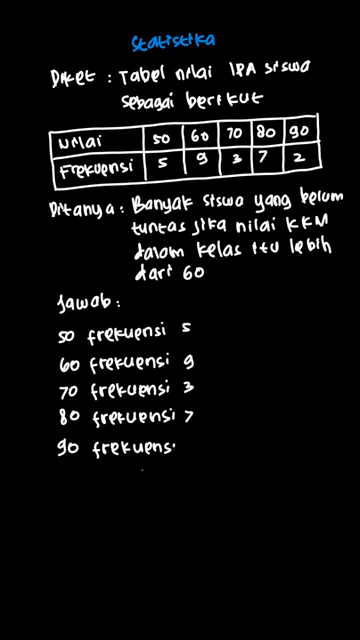 Statistika
Diket : Tabel nilai IPA siswa
sebagai berikut
Nilai 50 60 70 80 90
Frekuensi 5 9 3 7 2
Ditanya : Banyak siswa yang belum
tuntas jika nilai KKM
dalam kelas itu lebih
dari 60
Jawab :
50 frekuensi 5
60 frekuensi 9
70 frekuensi 3
80 frekuensi 7
90 frekuens